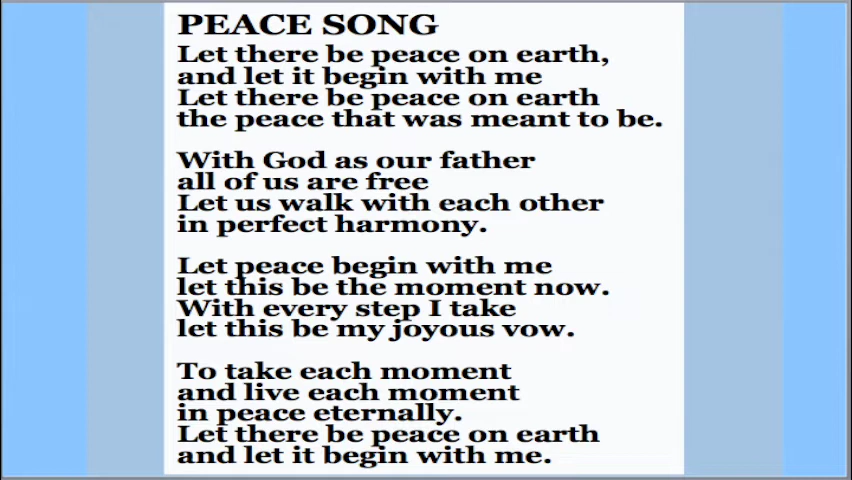 PEACE SONG
Let there be peace on earth,
and let it begin with me
Let there be peace on earth
the peace that was meant to be.
With God as our father
all of us are free
Let us walk with each other
in perfect harmony.
Let peace begin with me
let this be the moment now.
With every step I take
let this be my joyous vow.
To take each moment
and live each moment
in peace eternally.
Let there be peace on earth
and let it begin with me.